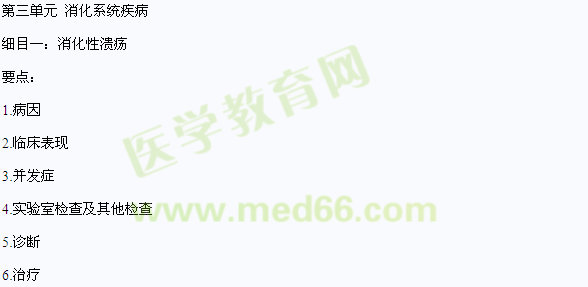 第三单元 消化系统疾病
细目一：消化性溃疡
要点：
1.病因
2.临床表现
3.并发症
4.实验室检查及其他检查
5.诊断
6.治疗
医学教育网
www.med66.com